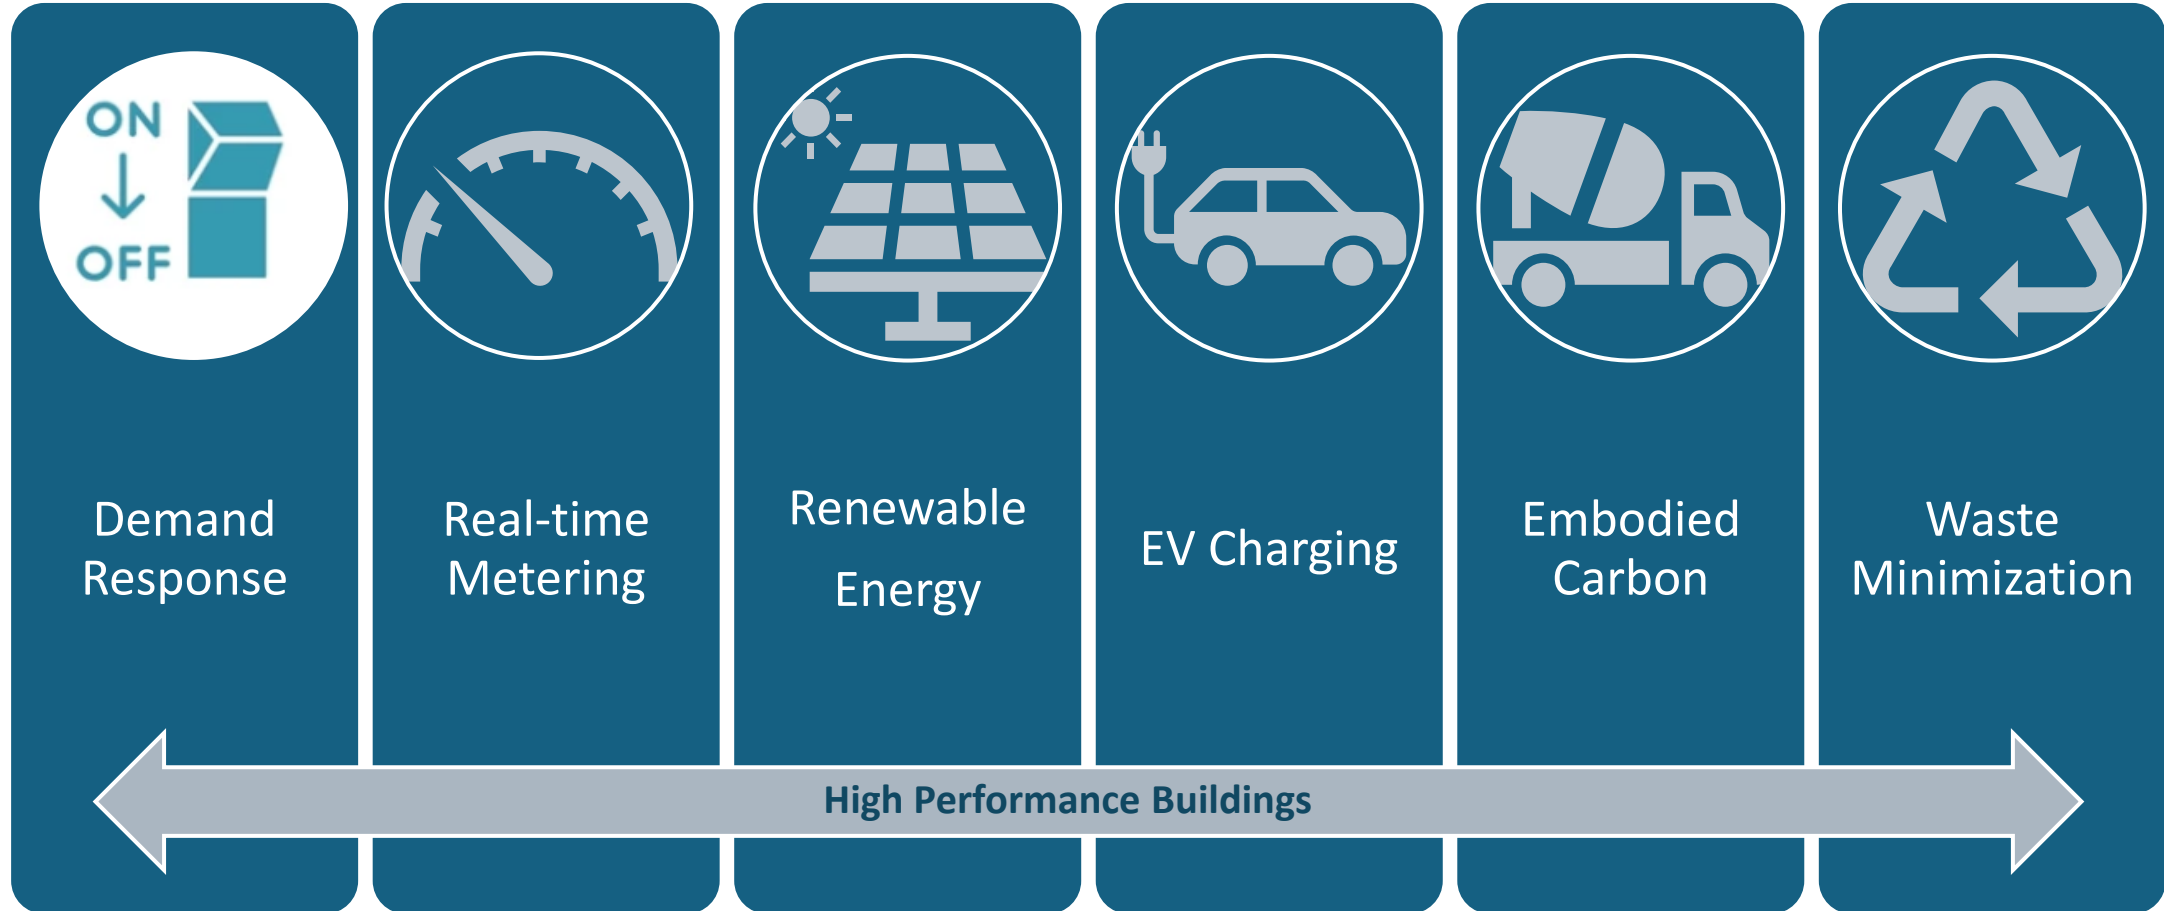 ON
OFF
Demand
Response
Real-time
Metering
Renewable
Energy
EV Charging
Embodied
Carbon
Waste
Minimization
High Performance Buildings